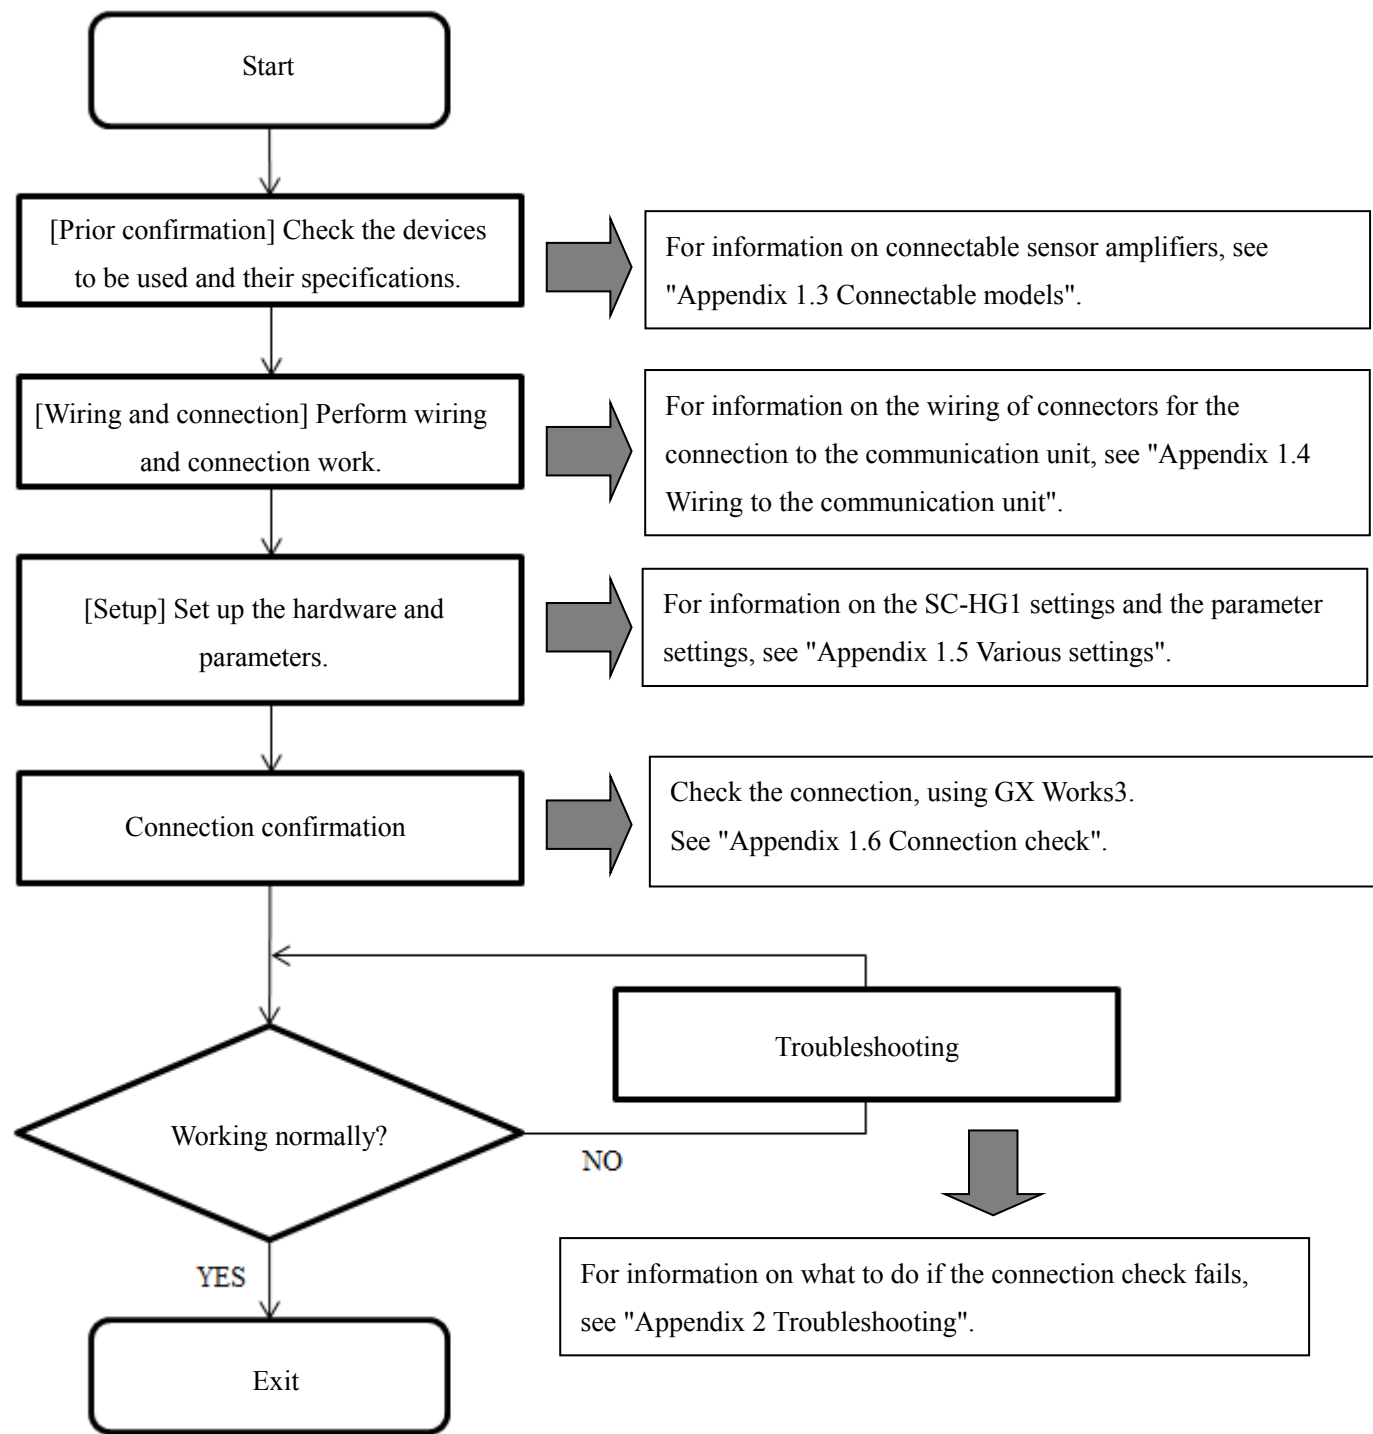 Start
[Prior confirmation] Check the devices
to be used and their specifications.
For information on connectable sensor amplifiers, see
"Appendix 1.3 Connectable models".
[Wiring and connection] Perform wiring
and connection work.
For information on the wiring of connectors for the
connection to the communication unit, see "Appendix 1.4
Wiring to the communication unit".
[Setup] Set up the hardware and
parameters.
For information on the SC-HG1 settings and the parameter
settings, see "Appendix 1.5 Various settings".
Connection confirmation
Check the connection, using GX Works3.
See "Appendix 1.6 Connection check".
Troubleshooting
Working normally?
NO
YES
For information on what to do if the connection check fails,
see "Appendix 2 Troubleshooting".
Exit